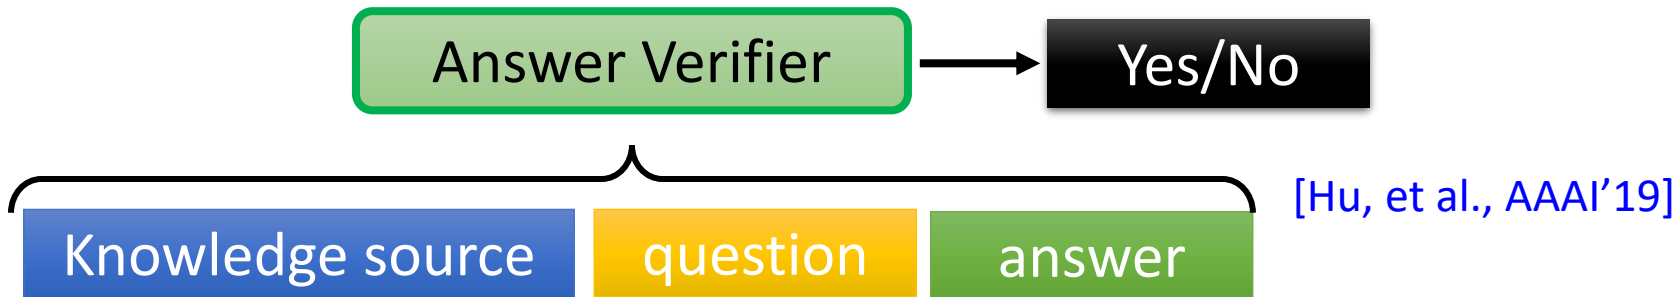 Answer Verifier
Yes/No
[Hu, et al., AAAI’19]
Knowledge source
question
answer